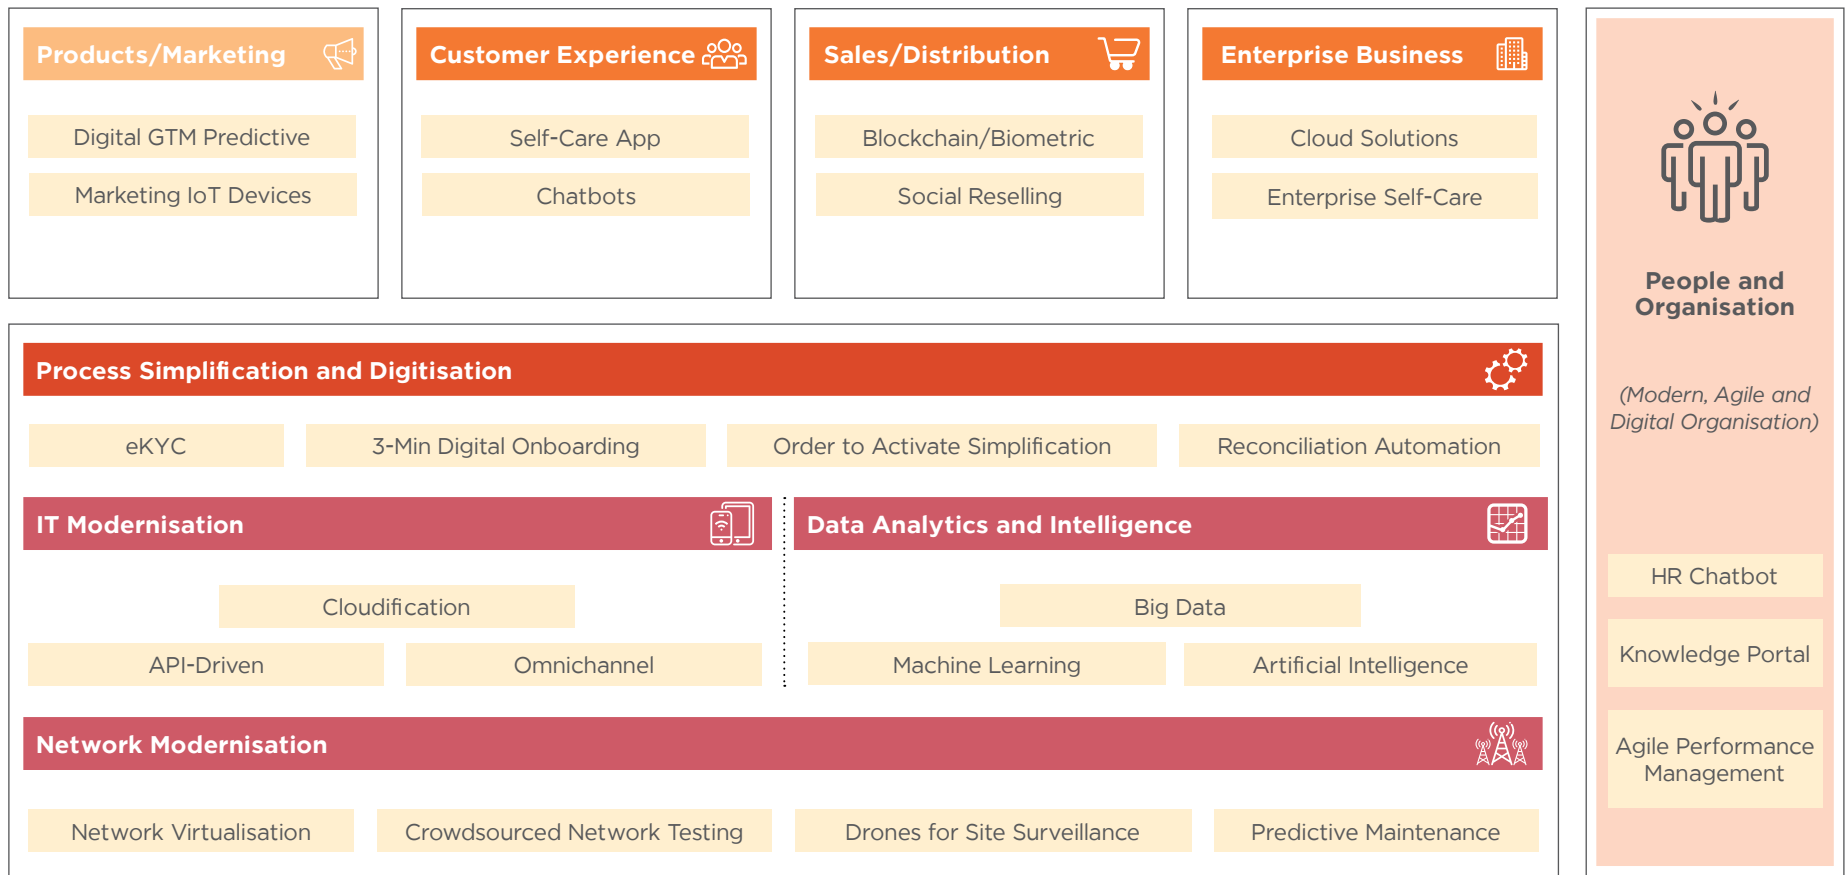 Products/Marketing
Digital GTM Predictive
Marketing IoT Devices
Customer Experience
Self-Care App
Chatbots
Sales/Distribution
Blockchain/Biometric
Social Reselling
Enterprise Business
Cloud Solutions
Enterprise Self-Care
Process Simplification and Digitisation
eKYC
3-Min Digital Onboarding
Order to Activate Simplification
Reconciliation Automation
IT Modernisation
Cloudification
API-Driven
Omnichannel
Data Analytics and Intelligence
Big Data
Machine Learning
Artificial Intelligence
Network Modernisation
Network Virtualisation
Crowdsourced Network Testing
Drones for Site Surveillance
Predictive Maintenance
People and
Organisation
(Modern, Agile and
Digital Organisation)
HR Chatbot
Knowledge Portal
Agile Performance
Management